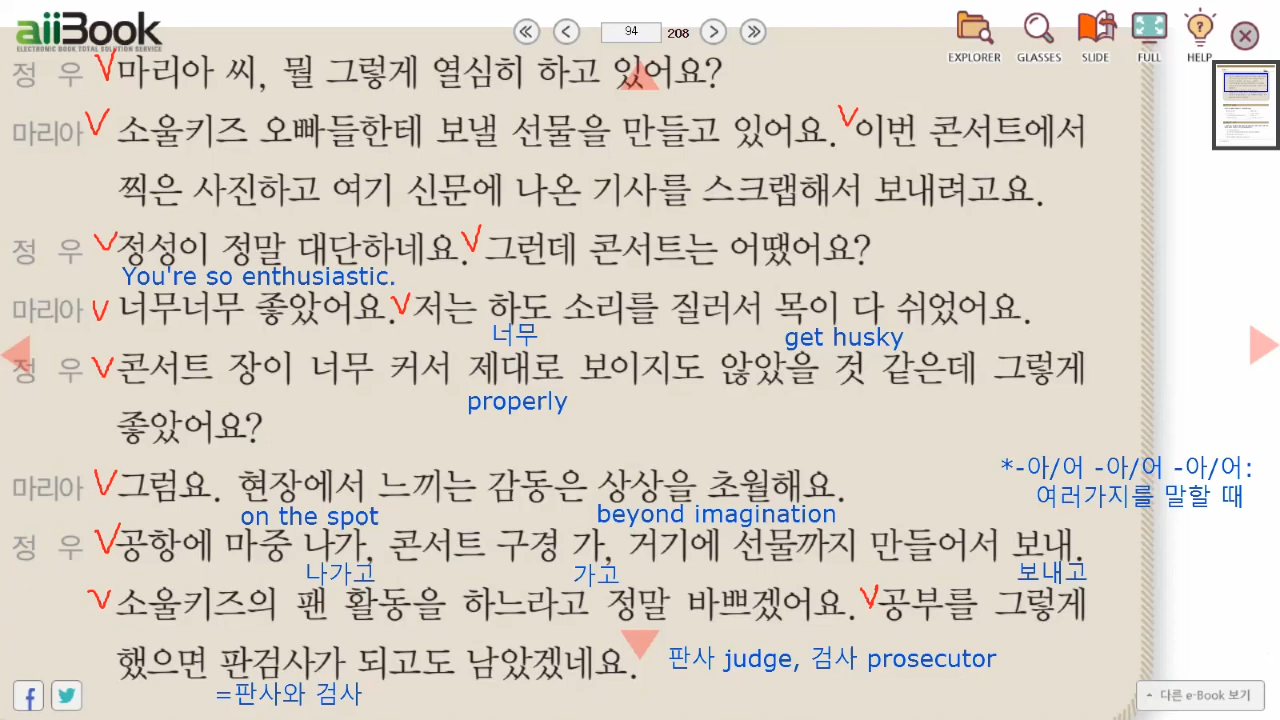 aiiBook
ELECTRONIC BOOK TOTAL SOLUTION SERVICE
94 208
EXPLORER GLASSES SLIDE FULL HELP
정 우 마리아 씨, 뭘 그렇게 열심히 하고 있어요?
마리아 소울키즈 오빠들한테 보낼 선물을 만들고 있어요. 이번 콘서트에서
찍은 사진하고 여기 신문에 나온 기사를 스크랩해서 보내려고요.
정 우 정성이 정말 대단하네요. 그런데 콘서트는 어땠어요?
You're so enthusiastic.
마리아 너무너무 좋았어요. 저는 하도 소리를 질러서 목이 다 쉬었어요.
너무 get husky
정 우 콘서트 장이 너무 커서 제대로 보이지도 않았을 것 같은데 그렇게
properly
좋았어요?
마리아 그럼요. 현장에서 느끼는 감동은 상상을 초월해요.
*-아/어 -아/어 -아/어:
여러가지를 말할 때
on the spot beyond imagination
정 우 공항에 마중 나가, 콘서트 구경 가, 거기에 선물까지 만들어서 보내.
나가고 가고 보내고
소울키즈의 팬 활동을 하느라고 정말 바쁘겠어요. 공부를 그렇게
했으면 판검사가 되고도 남았겠네요.
판사 judge, 검사 prosecutor
=판사와 검사
다른 e-Book 보기